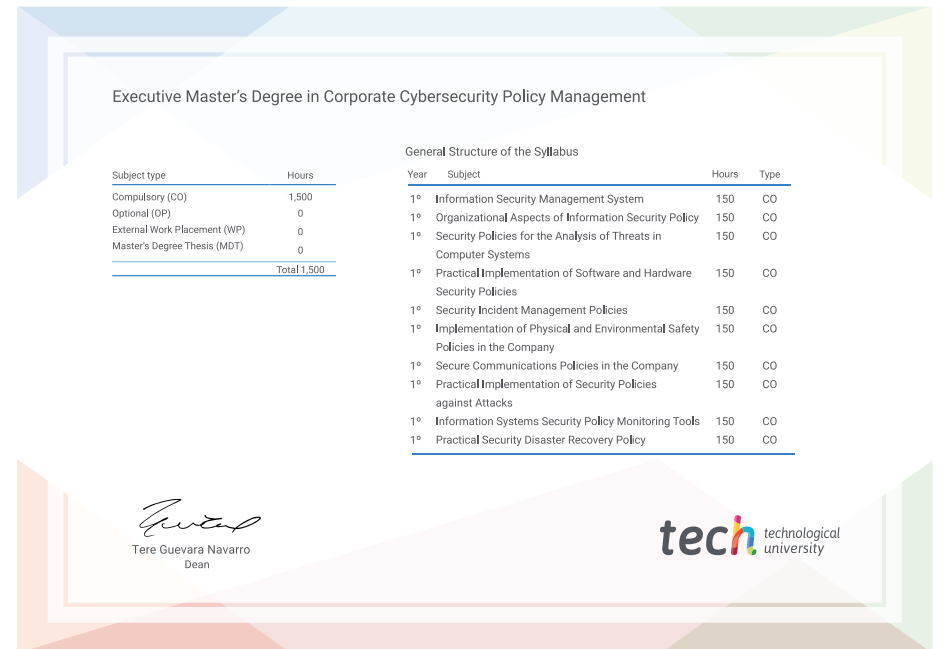 Executive Master's Degree in Corporate Cybersecurity Policy Management
Subject type Hours
Compulsory (CO) 1,500
Optional (OP) 0
External Work Placement (WP) 0
Master's Degree Thesis (MDT) 0
Total 1,500
General Structure of the Syllabus
Year Subject Hours Type
1º Information Security Management System 150 CO
1º Organizational Aspects of Information Security Policy 150 CO
1º Security Policies for the Analysis of Threats in 150 CO
Computer Systems
1º Practical Implementation of Software and Hardware 150 CO
Security Policies
1º Security Incident Management Policies 150 CO
1º Implementation of Physical and Environmental Safety 150 CO
Policies in the Company
1º Secure Communications Policies in the Company 150 CO
1º Practical Implementation of Security Policies 150 CO
against Attacks
1º Information Systems Security Policy Monitoring Tools 150 CO
1º Practical Security Disaster Recovery Policy 150 CO
Tere Guevara Navarro
Dean
tech technological
university